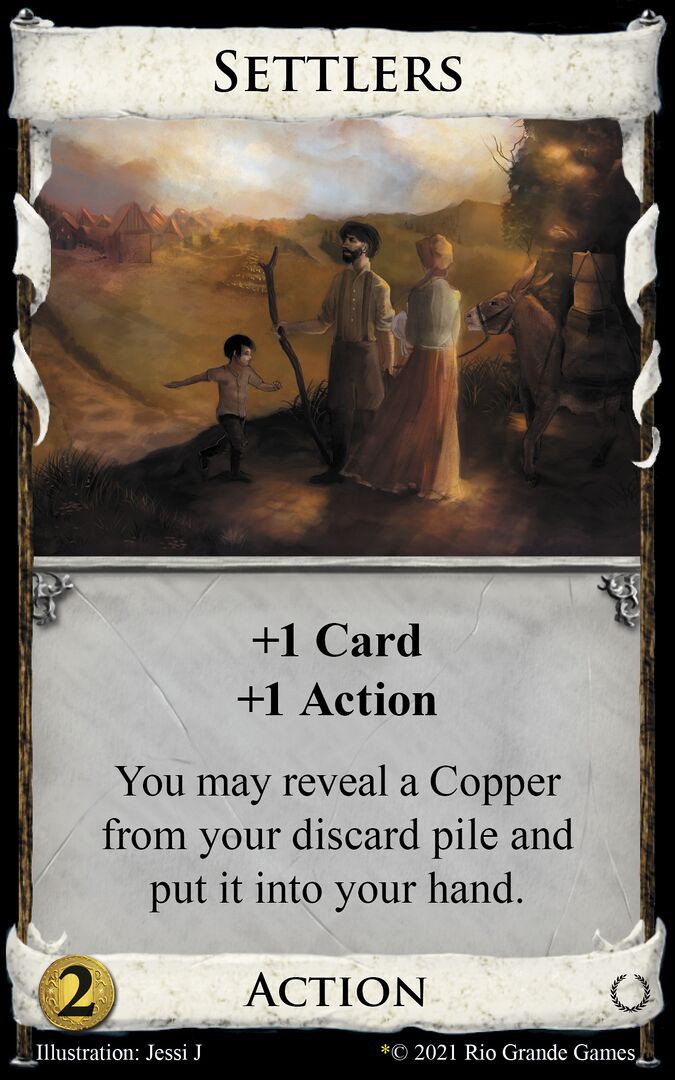 Settlers
+1 Card
+1 Action
You may reveal a Copper
from your discard pile and
put it into your hand.
2
Action
Illustration: Jessi J
*© 2021 Rio Grande Games